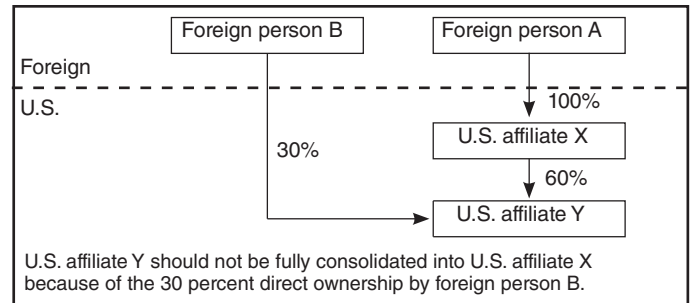 Foreign person B
Foreign person A
Foreign
U.S.
100%
U.S. affiliate X
30%
60%
U.S. affiliate Y
U.S. affiliate Y should not be fully consolidated into U.S. affiliate X
because of the 30 percent direct ownership by foreign person B.